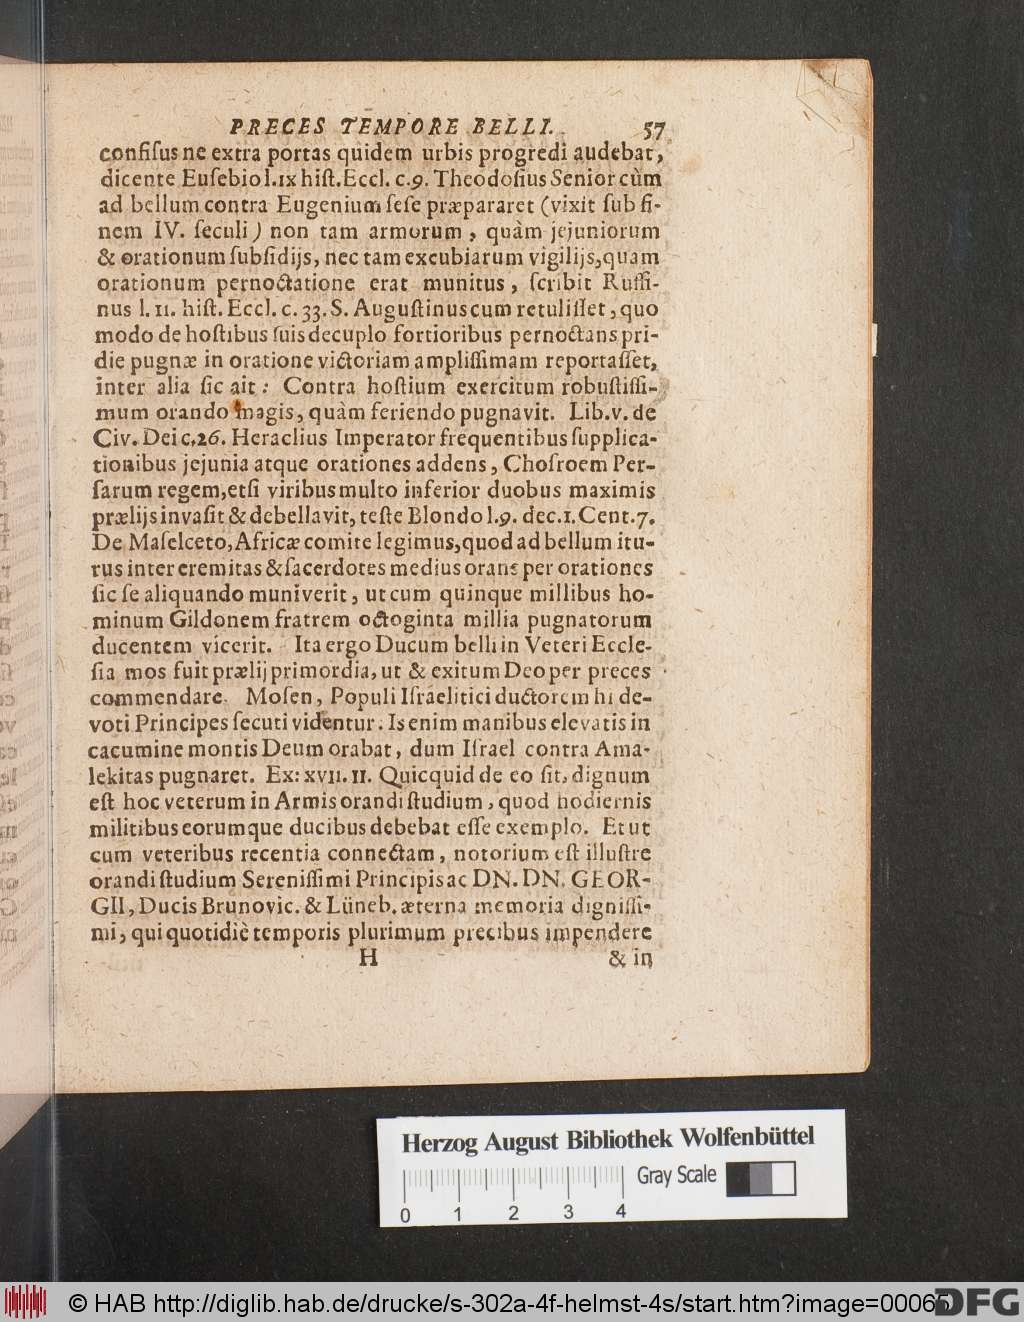 PRECES TEMPORE BELLI. 57
confiſus ne extra portas quidem urbis progredi audebat,
dicente Euſebio l.ıx hiſt. Eccl. c.9. Theodoſius Senior cùm
ad bellum contra Eugenium ſeſe præpararet (vixit ſub fi-
nem IV. ſeculi) non tam armorum, quàm jejuniorum
& orationum ſubſidijs, nec tam excubiarum vigilijs, quam
orationum pernoctatione erat munitus, ſcribit Ruffi-
nus l. 11. hiſt. Eccl. c. 33. S. Auguſtinus cum retuliſſet, quo
modo de hoſtibus ſuis decuplo fortioribus pernoctans pri-
die pugnæ in oratione victoriam ampliſſimam reportaſſet,
inter alia ſic ait: Contra hoſtium exercitum robuſtiſſi-
mum orando magis, quàm feriendo pugnavit. Lib. v. de
Civ. Dei c. 26. Heraclius Imperator frequentibus ſupplica-
tionibus jejunia atque orationes addens, Choſroem Per-
ſarum regem, etſi viribus multo inferior duobus maximis
prælijs invaſit & debellavit, teſte Blondo l.9. dec.1. Cent.7.
De Maſelceto, Africæ comite legimus, quod ad bellum itu-
rus inter eremitas & ſacerdotes medius orans per orationes
ſic ſe aliquando muniverit, ut cum quinque millibus ho-
minum Gildonem fratrem octoginta millia pugnatorum
ducentem vicerit. Ita ergo Ducum belli in Veteri Eccle-
ſia mos fuit prælij primordia, ut & exitum Deo per preces
commendare. Moſen, Populi Iſraelitici ductorem hi de-
voti Principes ſecuti videntur. Is enim manibus elevatis in
cacumine montis Deum orabat, dum Iſrael contra Ama-
lekitas pugnaret. Ex: xvıı. 11. Quicquid de eo ſit, dignum
eſt hoc veterum in Armis orandi ſtudium, quod hodiernis
militibus eorumque ducibus debebat eſſe exemplo. Et ut
cum veteribus recentia connectam, notorium eſt illuſtre
orandi ſtudium Sereniſſimi Principis ac DN. DN. GEOR-
GII, Ducis Brunovic. & Lüneb. æterna memoria digniſſi-
mi, qui quotidiè temporis plurimum precibus impendere
H & in
Herzog August Bibliothek Wolfenbüttel
Gray Scale
0 1 2 3 4
© HAB http://diglib.hab.de/drucke/s-302a-4f-helmst-4s/start.htm?image=00065
DFG